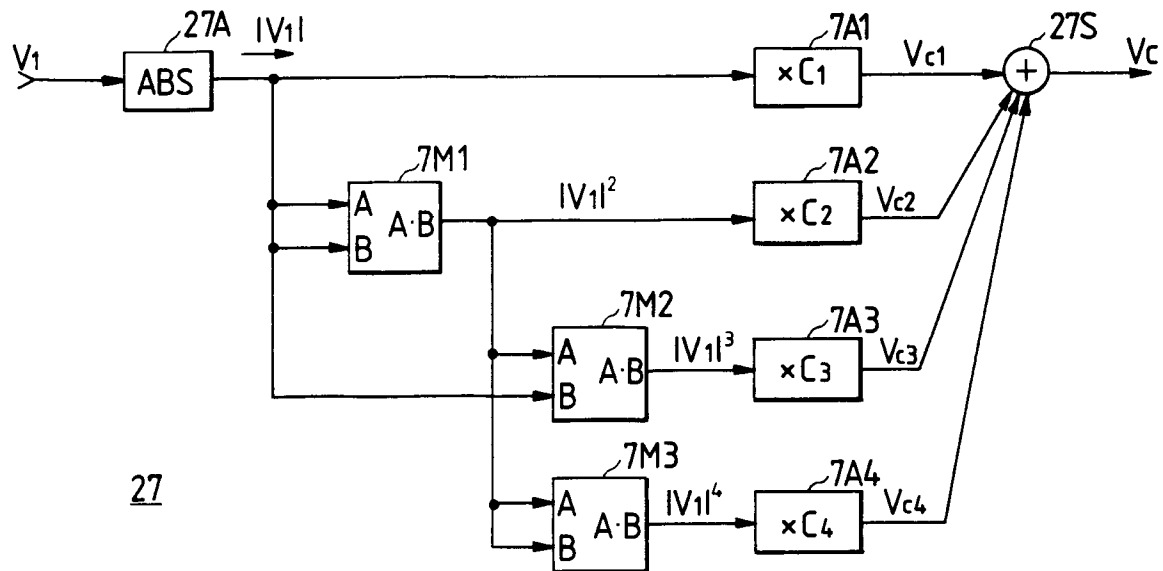 27A
|V₁|
7A1
27S
V₁
ABS
×C₁
Vc1
+
Vc
7M1
7A2
A
B
A·B
|V₁|²
×C₂
Vc2
7M2
7A3
A
B
A·B
|V₁|³
×C₃
Vc3
7M3
7A4
27
A
B
A·B
|V₁|⁴
×C₄
Vc4